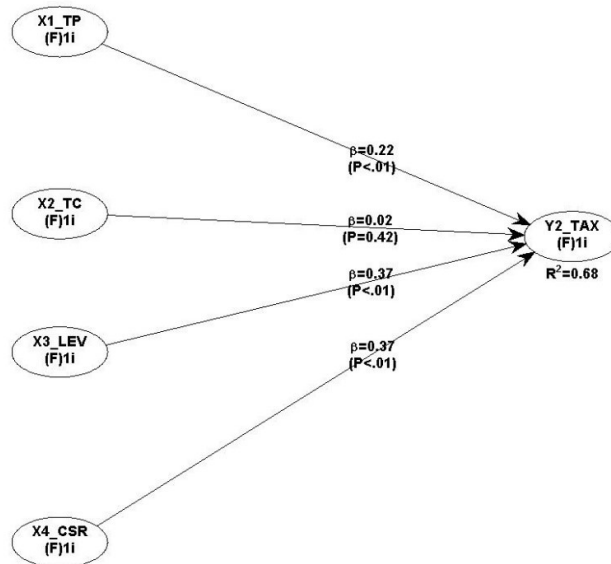 X1_TP
(F)1i
β=0.22
(P<.01)
X2_TC
(F)1i
β=0.02
(P=0.42)
Y2_TAX
(F)1i
R²=0.68
β=0.37
(P<.01)
X3_LEV
(F)1i
β=0.37
(P<.01)
X4_CSR
(F)1i